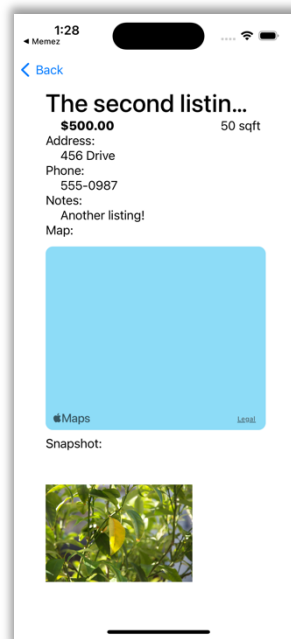 1:28
◀ Memez
Back
The second listin...
$500.00 50 sqft
Address:
456 Drive
Phone:
555-0987
Notes:
Another listing!
Map:
Maps Legal
Snapshot: